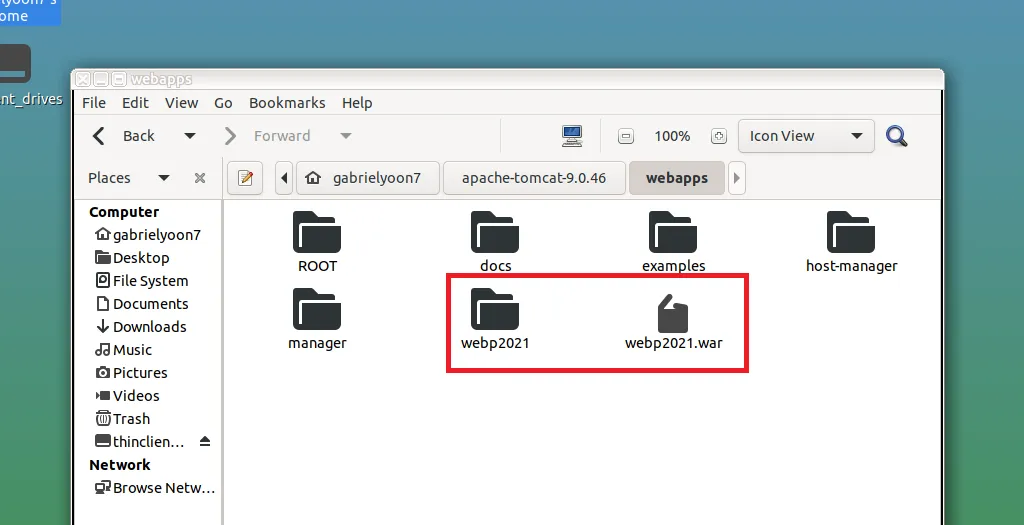 elyoon7's
ome
nt_drives
webapps
File Edit View Go Bookmarks Help
Back Forward 100% Icon View
Places gabrielyoon7 apache-tomcat-9.0.46 webapps
Computer
gabrielyoon7
Desktop
File System
Documents
Downloads
Music
Pictures
Videos
Trash
thinclien...
Network
Browse Netw...
ROOT docs examples host-manager
manager webp2021 webp2021.war